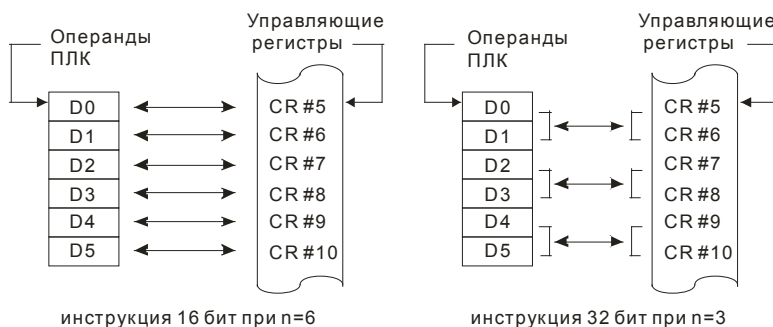 Операнды
ПЛК
Управляющие
регистры
D0
D1
D2
D3
D4
D5
CR #5
CR #6
CR #7
CR #8
CR #9
CR #10
инструкция 16 бит при n=6
Операнды
ПЛК
Управляющие
регистры
D0
D1
D2
D3
D4
D5
CR #5
CR #6
CR #7
CR #8
CR #9
CR #10
инструкция 32 бит при n=3